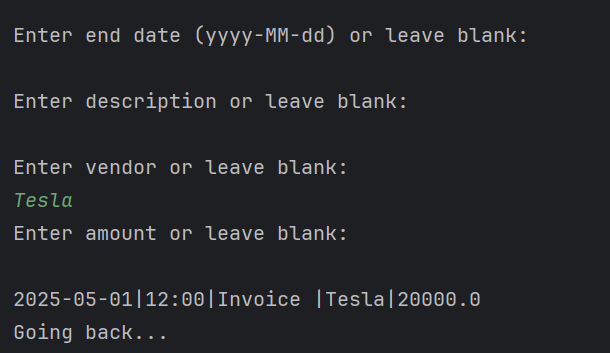 Enter end date (yyyy-MM-dd) or leave blank:
Enter description or leave blank:
Enter vendor or leave blank:
Tesla
Enter amount or leave blank:
2025-05-01|12:00|Invoice |Tesla|20000.0
Going back...